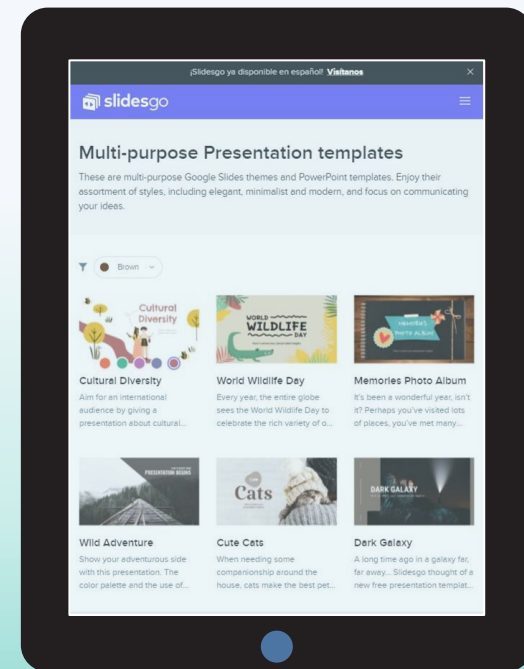 ¡Slidesgo ya disponible en español! Visítanos
slidesgo
Multi-purpose Presentation templates
These are multi-purpose Google Slides themes and PowerPoint templates. Enjoy their
assortment of styles, including elegant, minimalist and modern, and focus on communicating
your ideas.
Brown
Cultural
Diversity
WORLD
WILDLIFE
DAY
MEMORIES
PHOTO ALBUM
Cultural Diversity
Aim for an international
audience by giving a
presentation about cultural...
World Wildlife Day
Every year, the entire globe
sees the World Wildlife Day to
celebrate the rich variety of o...
Memories Photo Album
It's been a wonderful year, isn't
it? Perhaps you've visited lots
of places, you've met many...
PRESENTATION BEGINS
Cats
DARK GALAXY
Wild Adventure
Show your adventurous side
with this presentation. The
color palette and the use of...
Cute Cats
When needing some
companionship around the
house, cats make the best pet...
Dark Galaxy
A long time ago in a galaxy far,
far away... Slidesgo thought of a
new free presentation templat...